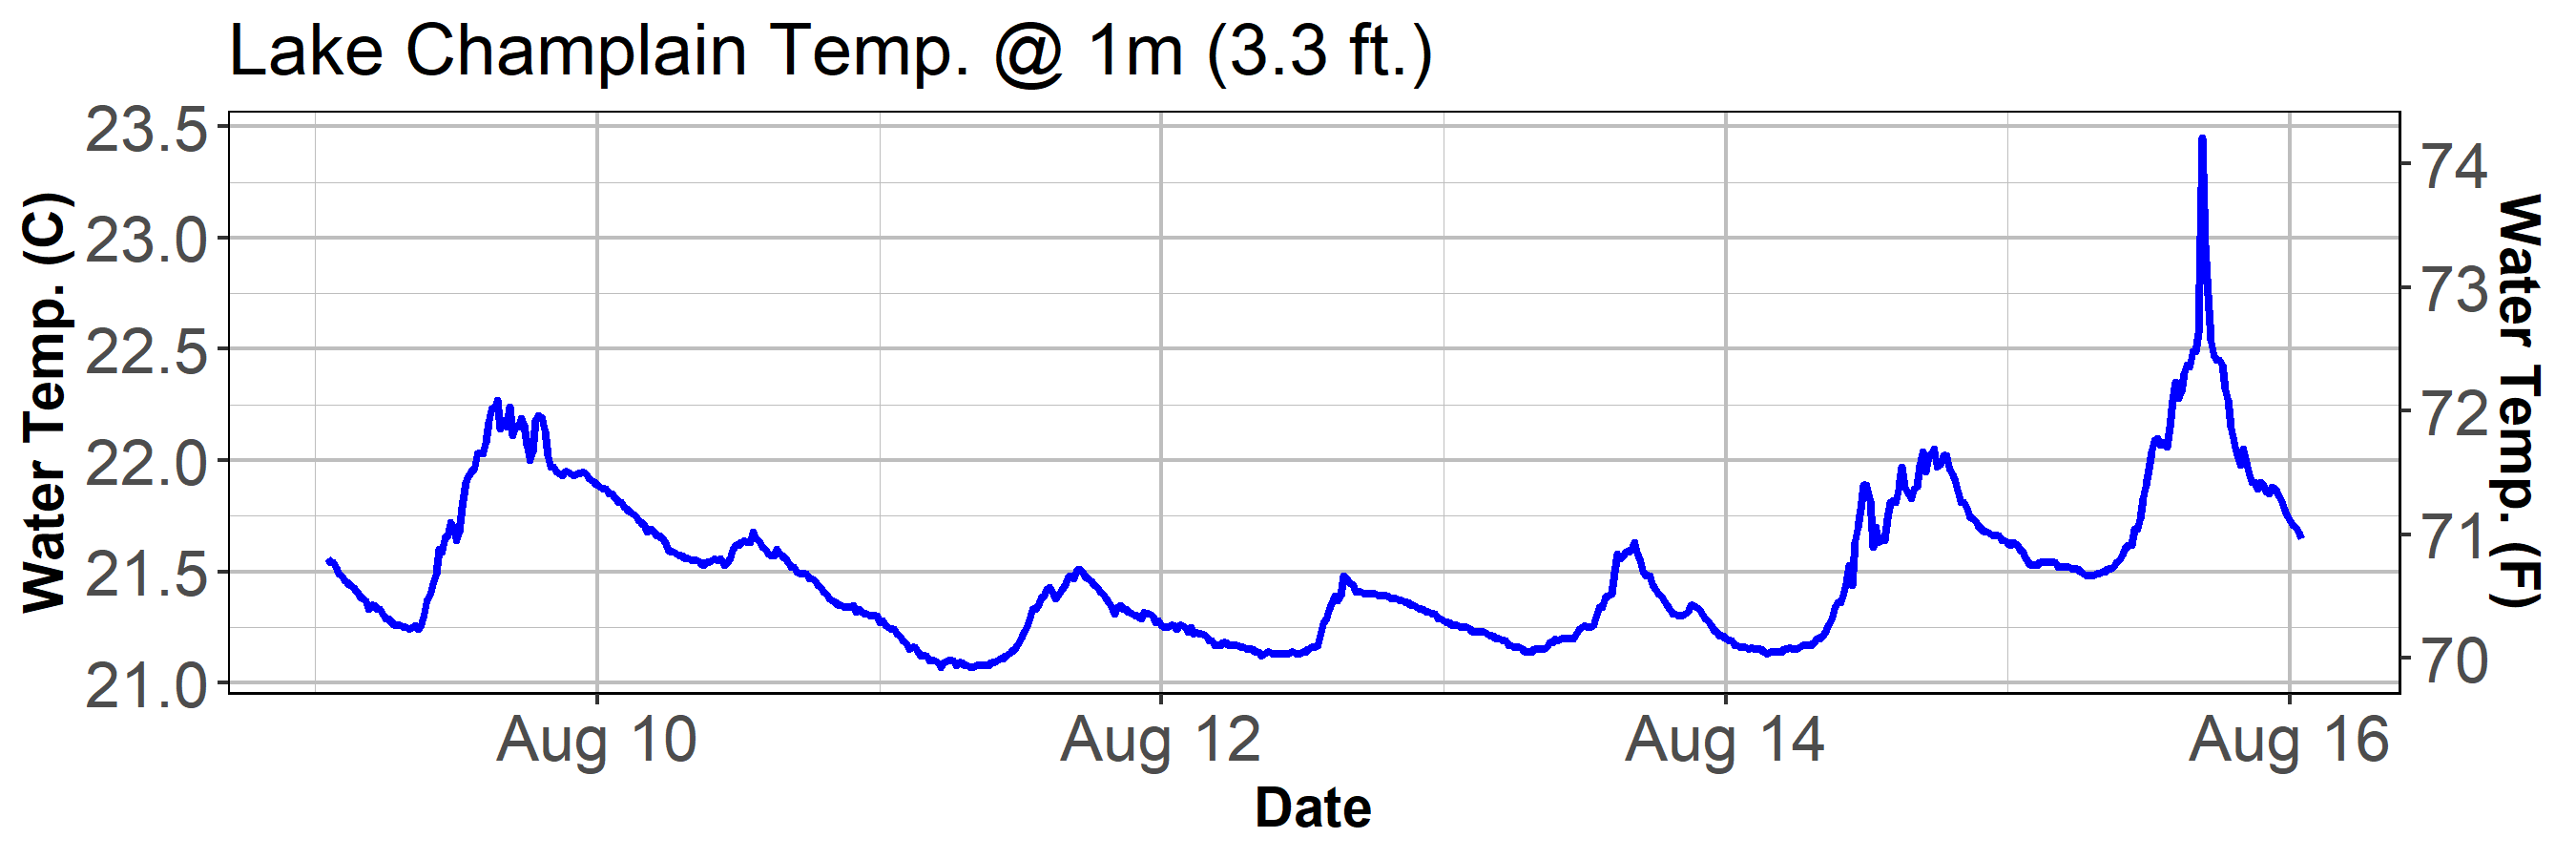 Lake Champlain Temp. @ 1m (3.3 ft.)
Water Temp. (C)
23.5
23.0
22.5
22.0
21.5
21.0
74
73
72
71
70
Water Temp. (F)
Aug 10
Aug 12
Aug 14
Aug 16
Date